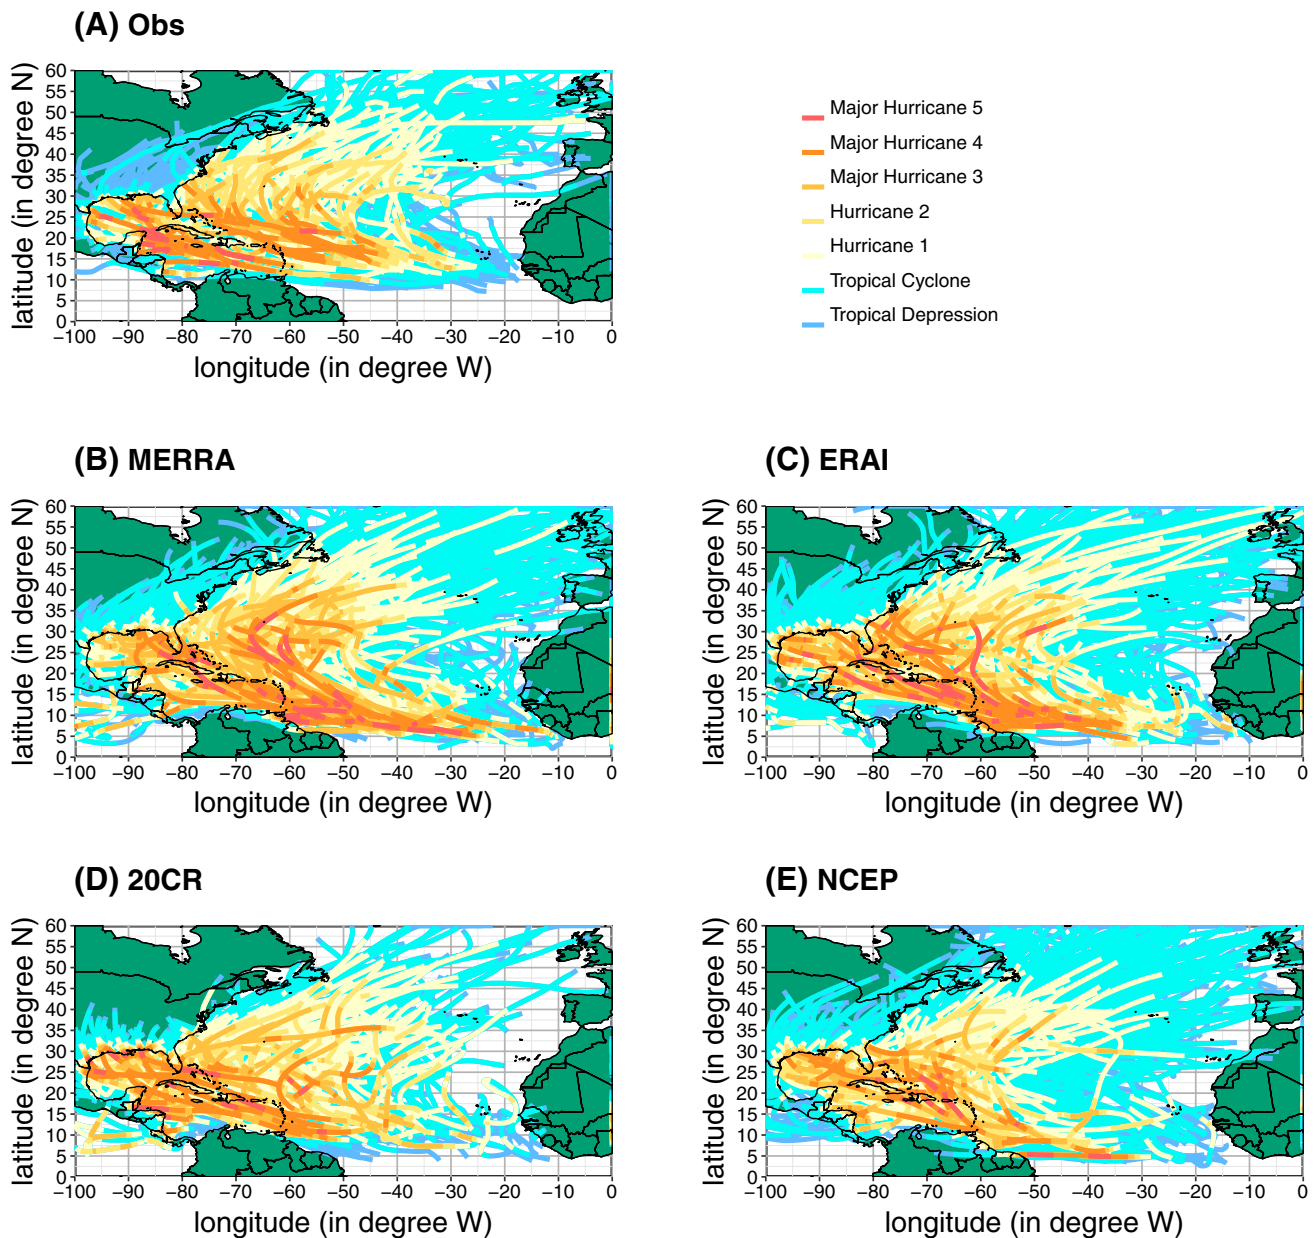 (A) Obs
latitude (in degree N)
60
55
50
45
40
35
30
25
20
15
10
5
0
−100 −90 −80 −70 −60 −50 −40 −30 −20 −10 0
longitude (in degree W)
Major Hurricane 5
Major Hurricane 4
Major Hurricane 3
Hurricane 2
Hurricane 1
Tropical Cyclone
Tropical Depression
(B) MERRA
latitude (in degree N)
60
55
50
45
40
35
30
25
20
15
10
5
0
−100 −90 −80 −70 −60 −50 −40 −30 −20 −10 0
longitude (in degree W)
(C) ERAI
latitude (in degree N)
60
55
50
45
40
35
30
25
20
15
10
5
0
−100 −90 −80 −70 −60 −50 −40 −30 −20 −10 0
longitude (in degree W)
(D) 20CR
latitude (in degree N)
60
55
50
45
40
35
30
25
20
15
10
5
0
−100 −90 −80 −70 −60 −50 −40 −30 −20 −10 0
longitude (in degree W)
(E) NCEP
latitude (in degree N)
60
55
50
45
40
35
30
25
20
15
10
5
0
−100 −90 −80 −70 −60 −50 −40 −30 −20 −10 0
longitude (in degree W)